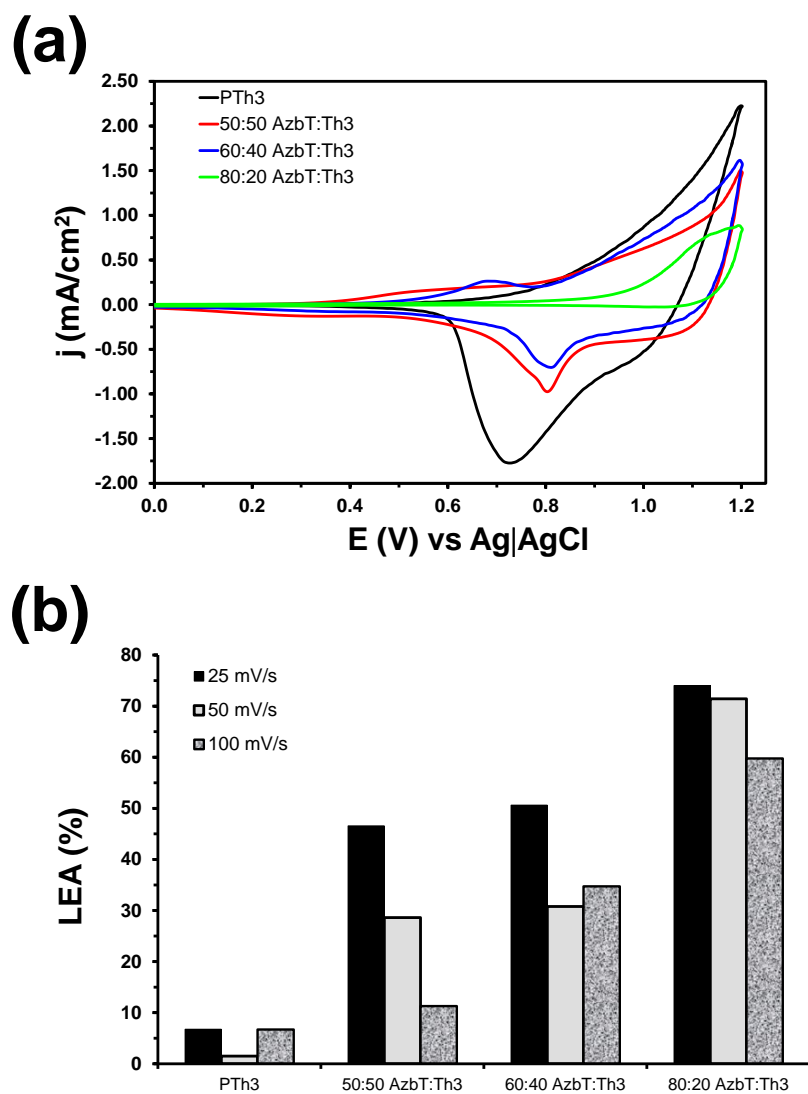 (a)
2.50
2.00
1.50
1.00
0.50
0.00
-0.50
-1.00
-1.50
-2.00
j (mA/cm²)
PTh3
50:50 AzbT:Th3
60:40 AzbT:Th3
80:20 AzbT:Th3
0.0 0.2 0.4 0.6 0.8 1.0 1.2
E (V) vs Ag|AgCl
(b)
80
70
60
50
40
30
20
10
0
LEA (%)
25 mV/s
50 mV/s
100 mV/s
PTh3 50:50 AzbT:Th3 60:40 AzbT:Th3 80:20 AzbT:Th3